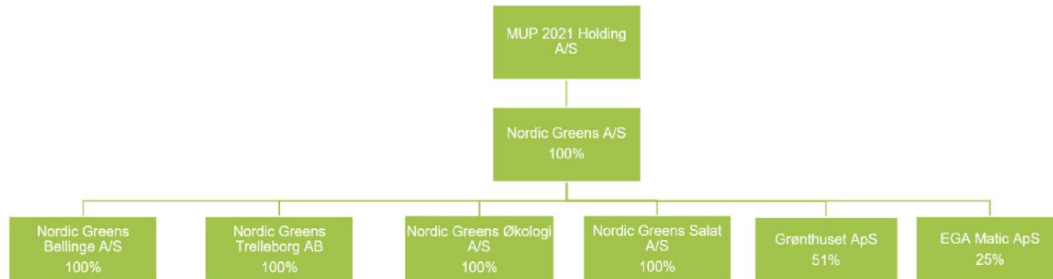 MUP 2021 Holding
A/S
Nordic Greens A/S
100%
Nordic Greens
Bellinge A/S
100%
Nordic Greens
Trelleborg AB
100%
Nordic Greens Økologi
A/S
100%
Nordic Greens Salat
A/S
100%
Grønthuset ApS
51%
EGA Matic ApS
25%